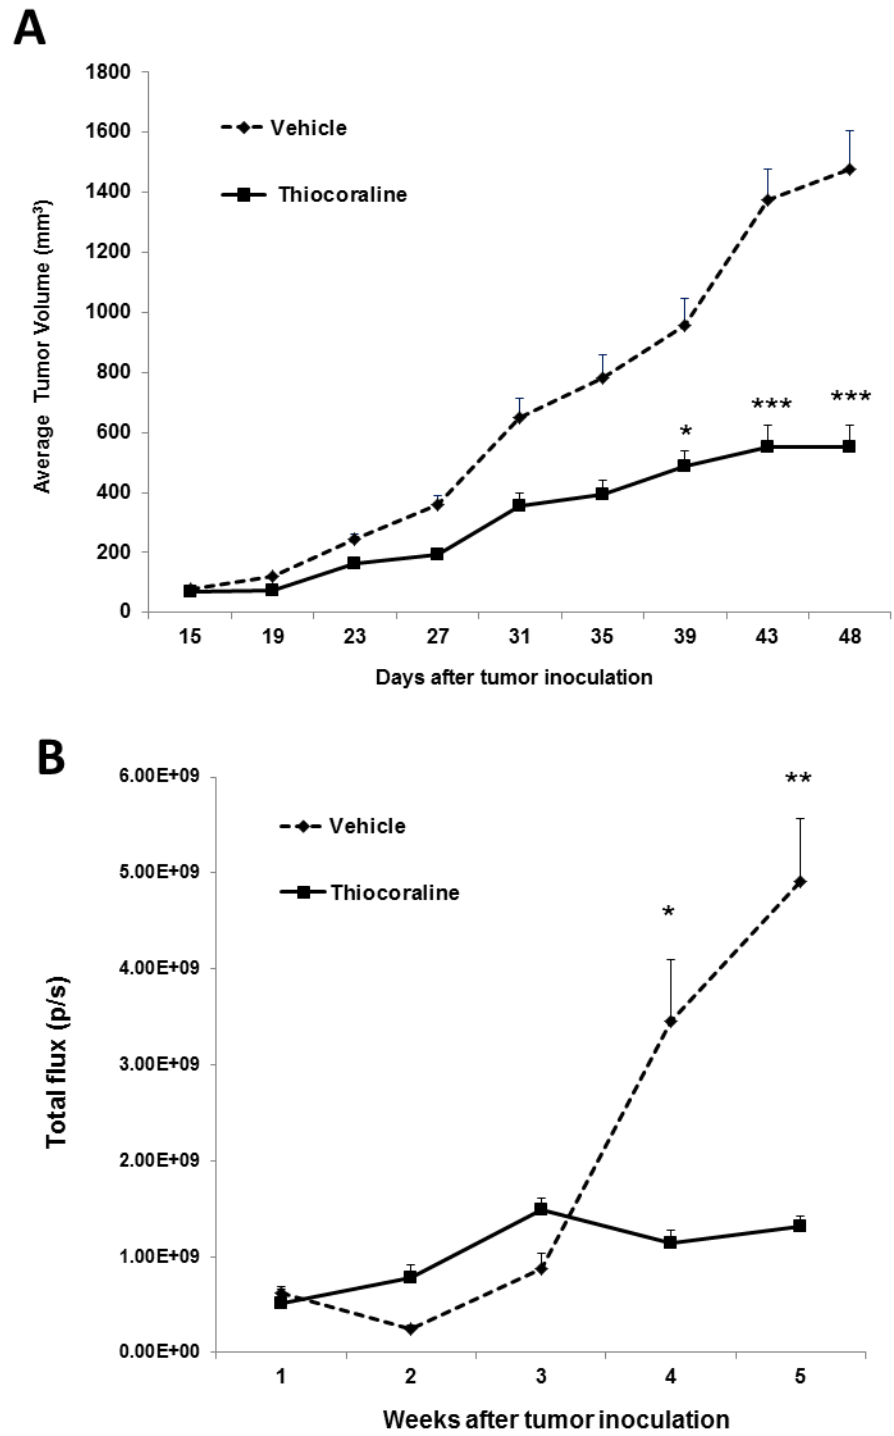 A
1800
1600
1400
1200
1000
800
600
400
200
0
Average Tumor Volume (mm³)
Vehicle
Thiocoraline
* *** ***
15 19 23 27 31 35 39 43 48
Days after tumor inoculation
B
6.00E+09
5.00E+09
4.00E+09
3.00E+09
2.00E+09
1.00E+09
0.00E+00
Total flux (p/s)
Vehicle
Thiocoraline
**
*
1 2 3 4 5
Weeks after tumor inoculation